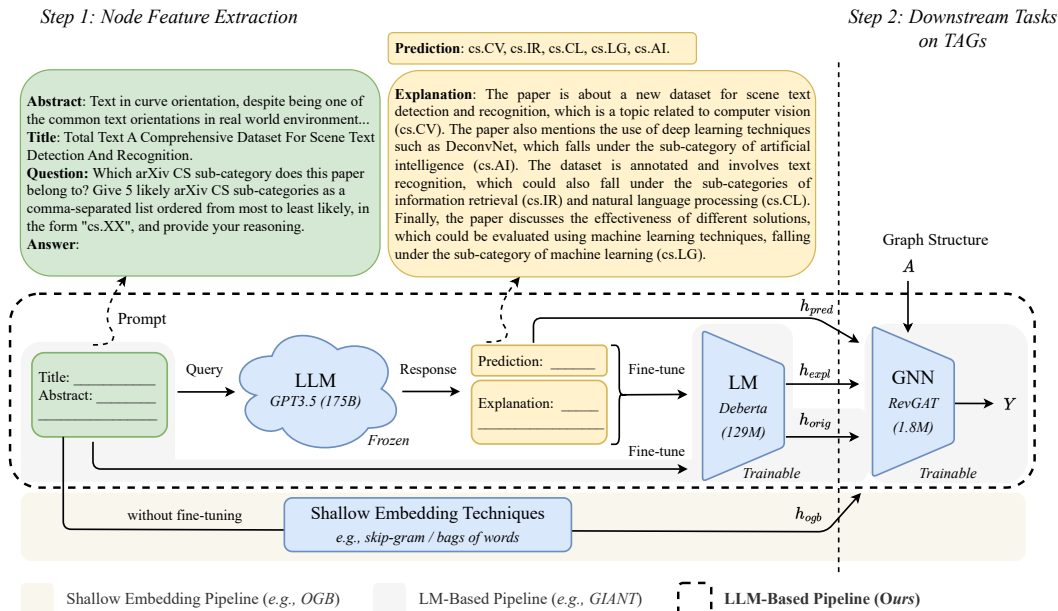 Step 1: Node Feature Extraction
Step 2: Downstream Tasks
on TAGs
Prediction: cs.CV, cs.IR, cs.CL, cs.LG, cs.AI.
Abstract: Text in curve orientation, despite being one of the
common text orientations in real world environment...
Title: Total Text A Comprehensive Dataset For Scene Text
Detection And Recognition.
Question: Which arXiv CS sub-category does this paper
belong to? Give 5 likely arXiv CS sub-categories as a
comma-separated list ordered from most to least likely, in
the form "cs.XX", and provide your reasoning.
Answer:
Explanation: The paper is about a new dataset for scene text
detection and recognition, which is a topic related to computer vision
(cs.CV). The paper also mentions the use of deep learning techniques
such as DeconvNet, which falls under the sub-category of artificial
intelligence (cs.AI). The dataset is annotated and involves text
recognition, which could also fall under the sub-categories of
information retrieval (cs.IR) and natural language processing (cs.CL).
Finally, the paper discusses the effectiveness of different solutions,
which could be evaluated using machine learning techniques, falling
under the sub-category of machine learning (cs.LG).
Graph Structure
A
Prompt
h_pred
Title: ___________
Abstract: ________
Query
LLM
GPT3.5 (175B)
Frozen
Response
Prediction: ______
Explanation: _____
Fine-tune
Fine-tune
LM
Deberta
(129M)
Trainable
h_expl
h_orig
GNN
RevGAT
(1.8M)
Trainable
Y
without fine-tuning
Shallow Embedding Techniques
e.g., skip-gram / bags of words
h_ogb
Shallow Embedding Pipeline (e.g., OGB)
LM-Based Pipeline (e.g., GIANT)
LLM-Based Pipeline (Ours)